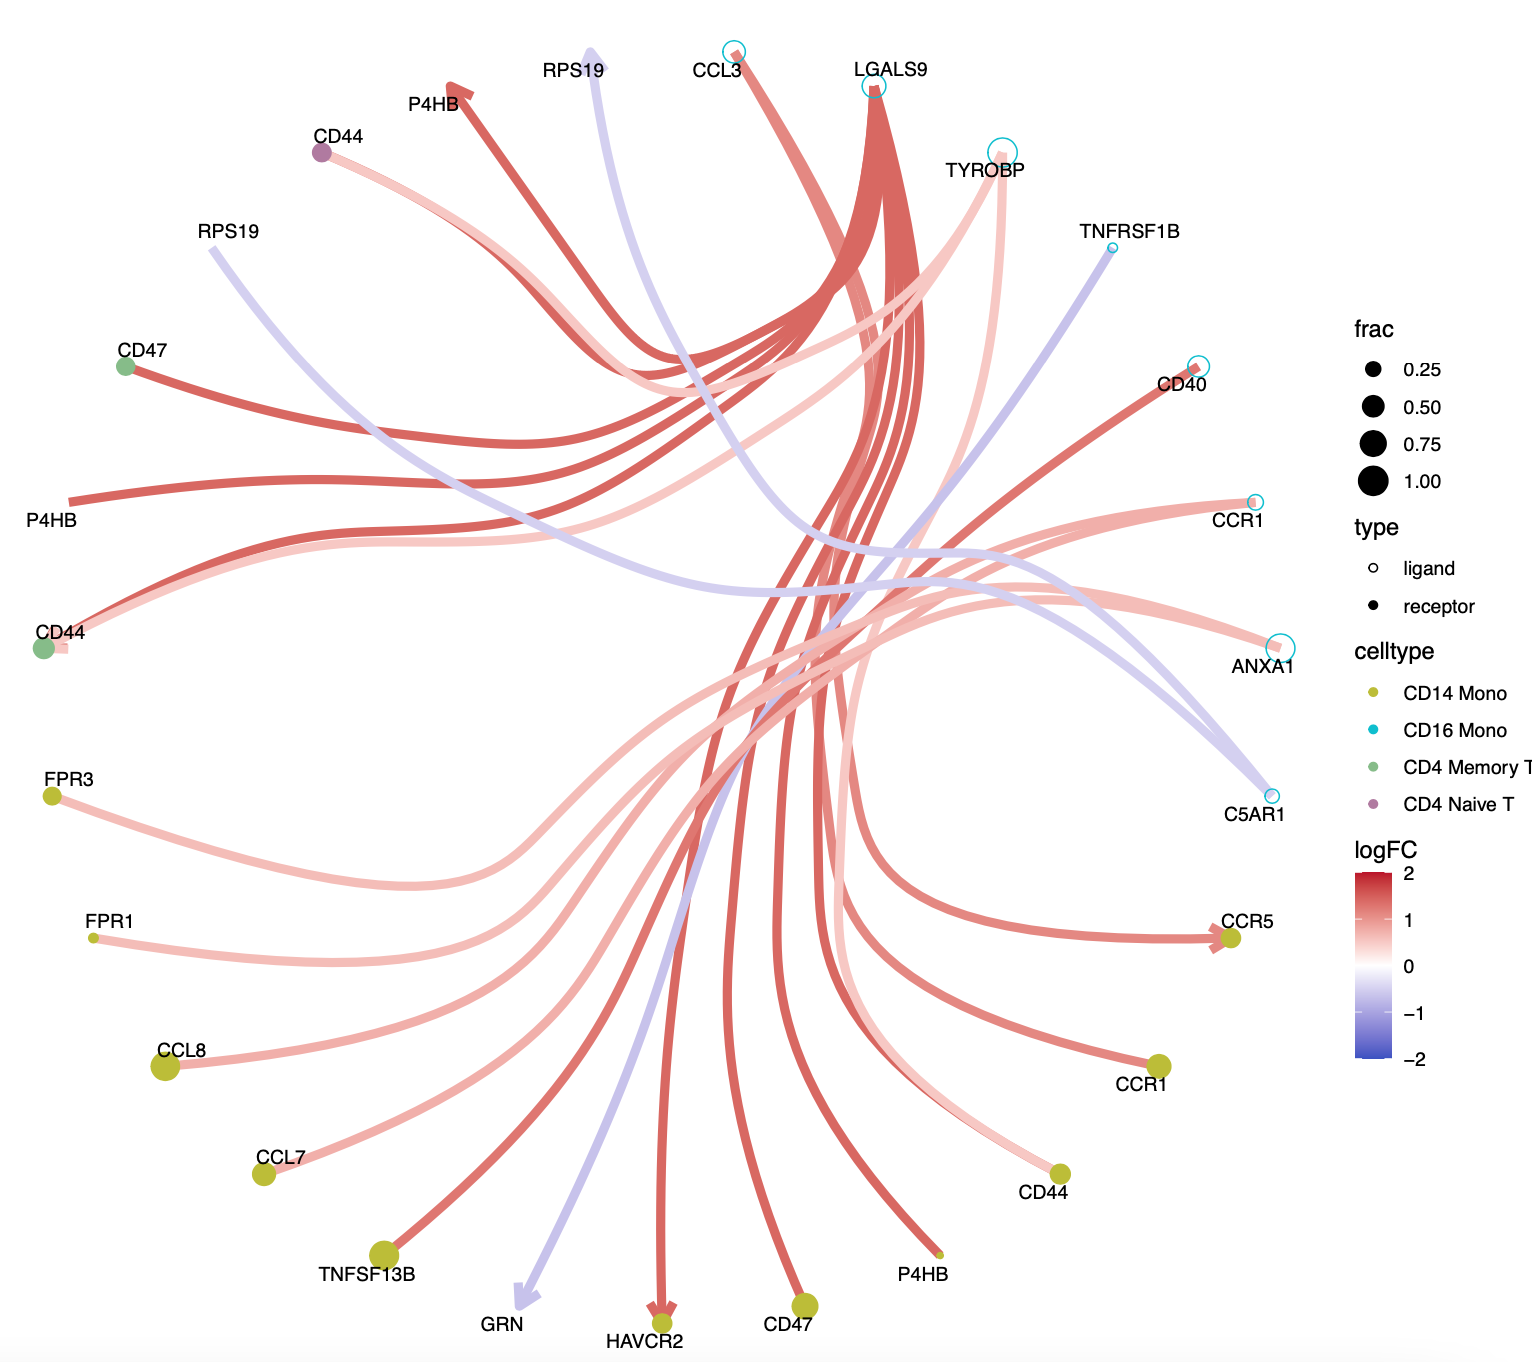 RPS19
CCL3
LGALS9
P4HB
CD44
TYROBP
RPS19
TNFRSF1B
CD47
CD40
P4HB
CCR1
CD44
ANXA1
FPR3
C5AR1
FPR1
CCR5
CCL8
CCR1
CCL7
CD44
TNFSF13B
P4HB
GRN
HAVCR2
CD47
frac
0.25
0.50
0.75
1.00
type
ligand
receptor
celltype
CD14 Mono
CD16 Mono
CD4 Memory T
CD4 Naive T
logFC
2
1
0
−1
−2